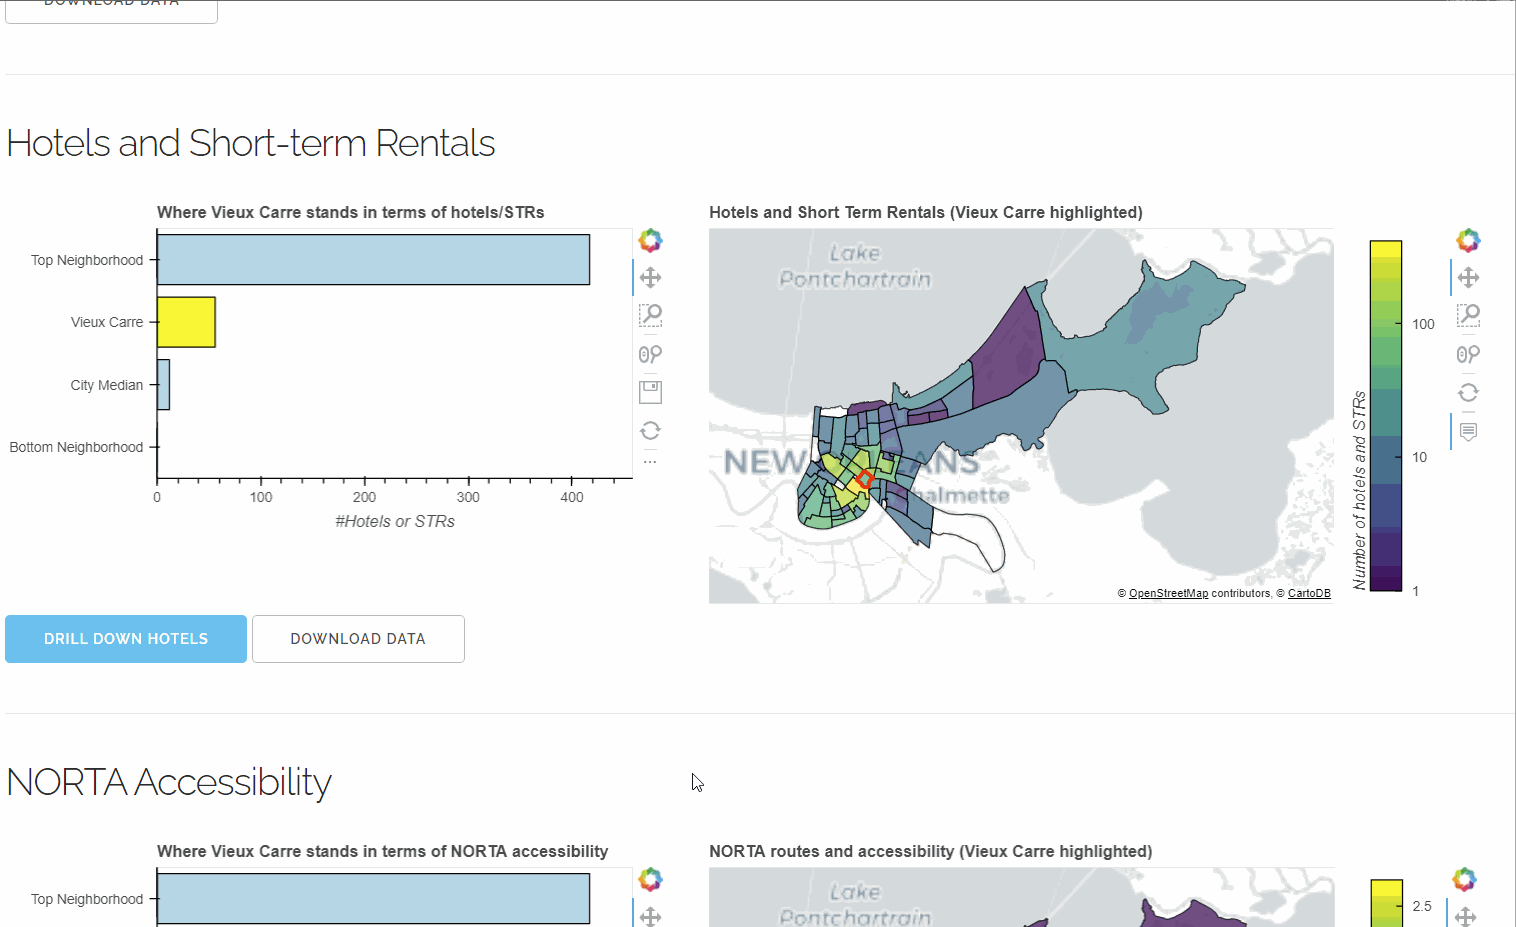 DOWNLOAD DATA
Hotels and Short-term Rentals
Where Vieux Carre stands in terms of hotels/STRs
Top Neighborhood
Vieux Carre
City Median
Bottom Neighborhood
0 100 200 300 400
#Hotels or STRs
Hotels and Short Term Rentals (Vieux Carre highlighted)
Lake
Pontchartrain
NEW
ANS
halmette
© OpenStreetMap contributors, © CartoDB
Number of hotels and STRs
100
10
1
DRILL DOWN HOTELS
DOWNLOAD DATA
NORTA Accessibility
Where Vieux Carre stands in terms of NORTA accessibility
Top Neighborhood
NORTA routes and accessibility (Vieux Carre highlighted)
Lake
Pontchartrain
2.5